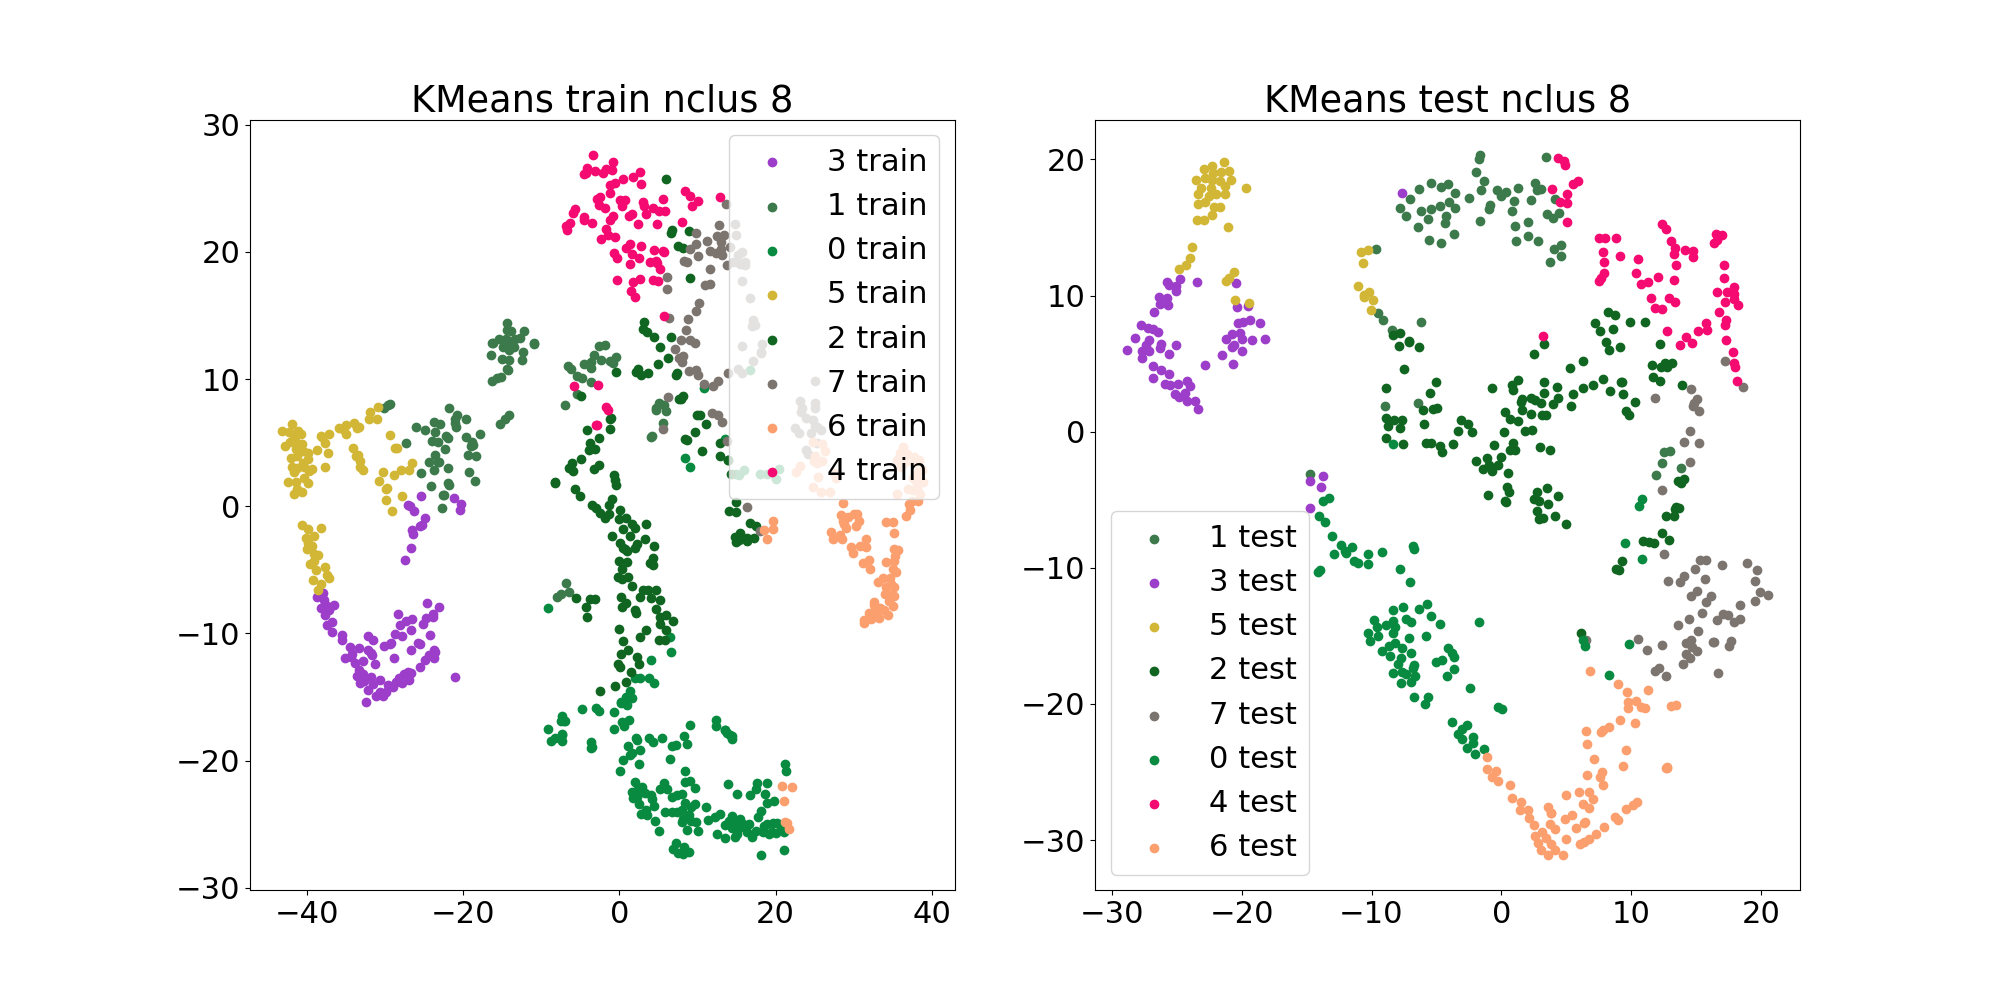 KMeans train nclus 8
30
20
10
0
−10
−20
−30
−40
−20
0
20
40
3 train
1 train
0 train
5 train
2 train
7 train
6 train
4 train
KMeans test nclus 8
20
10
0
−10
−20
−30
−30
−20
−10
0
10
20
1 test
3 test
5 test
2 test
7 test
0 test
4 test
6 test